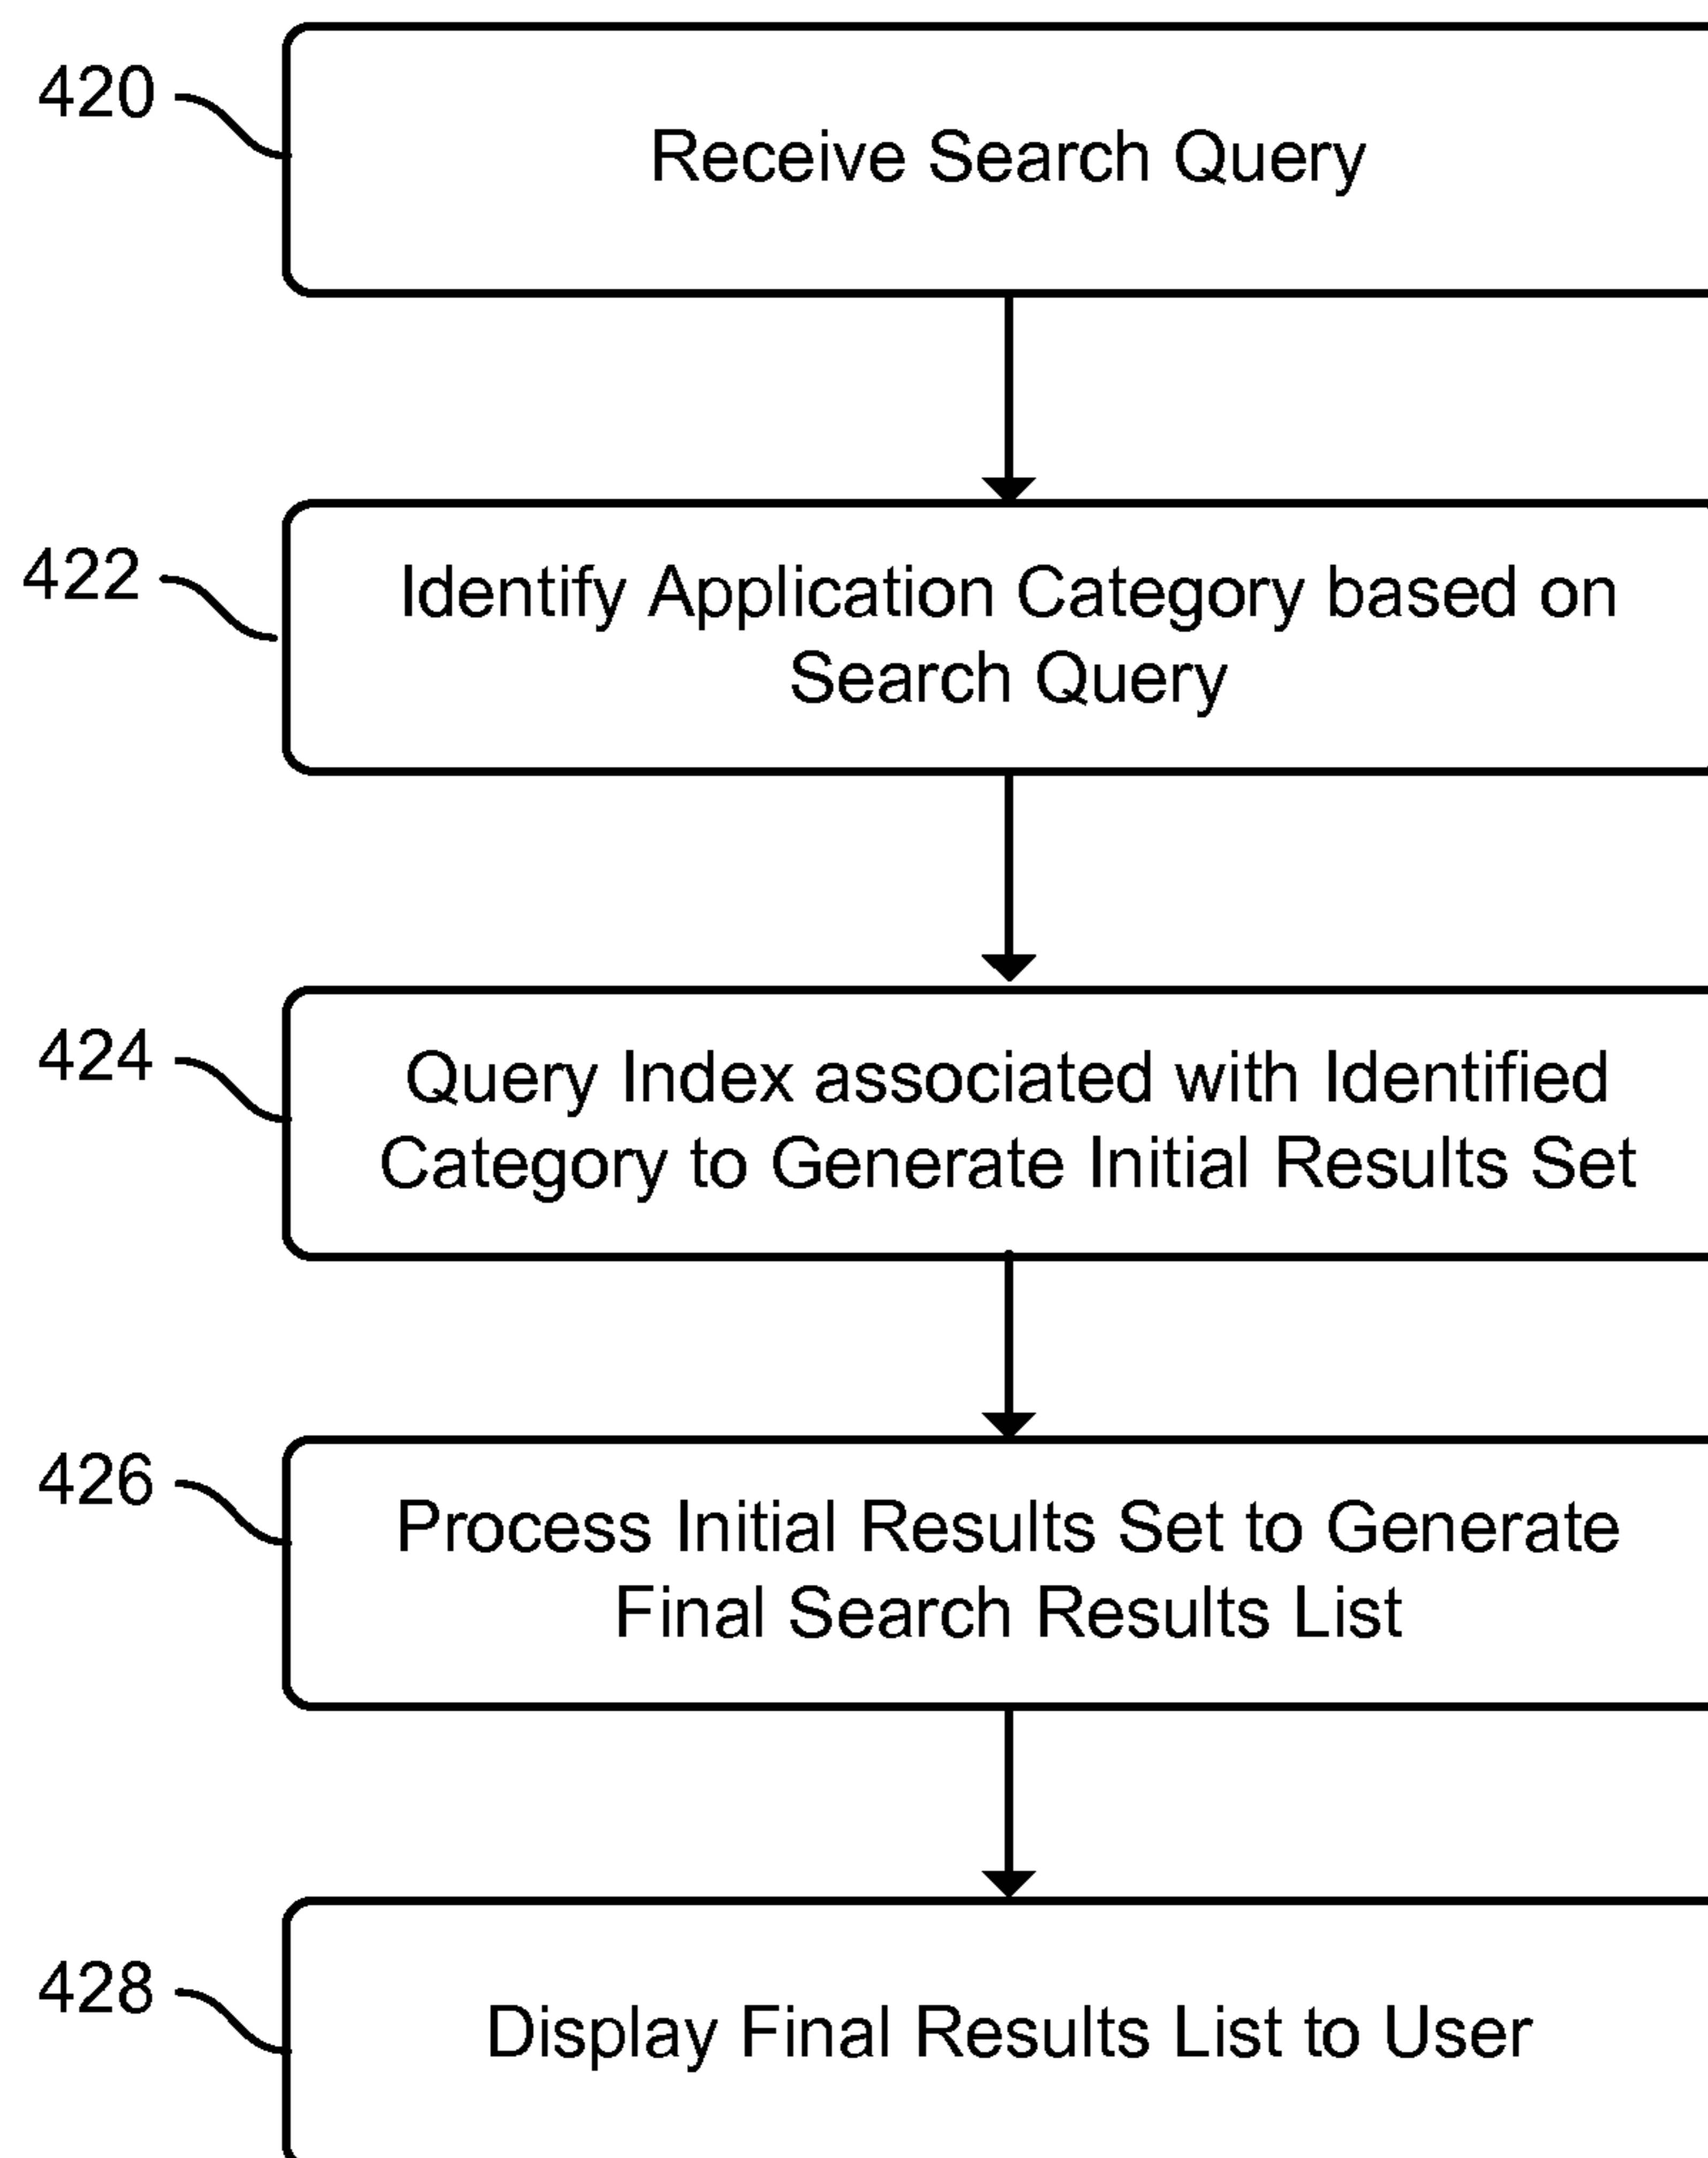 420
Receive Search Query
422
Identify Application Category based on
Search Query
424
Query Index associated with Identified
Category to Generate Initial Results Set
426
Process Initial Results Set to Generate
Final Search Results List
428
Display Final Results List to User